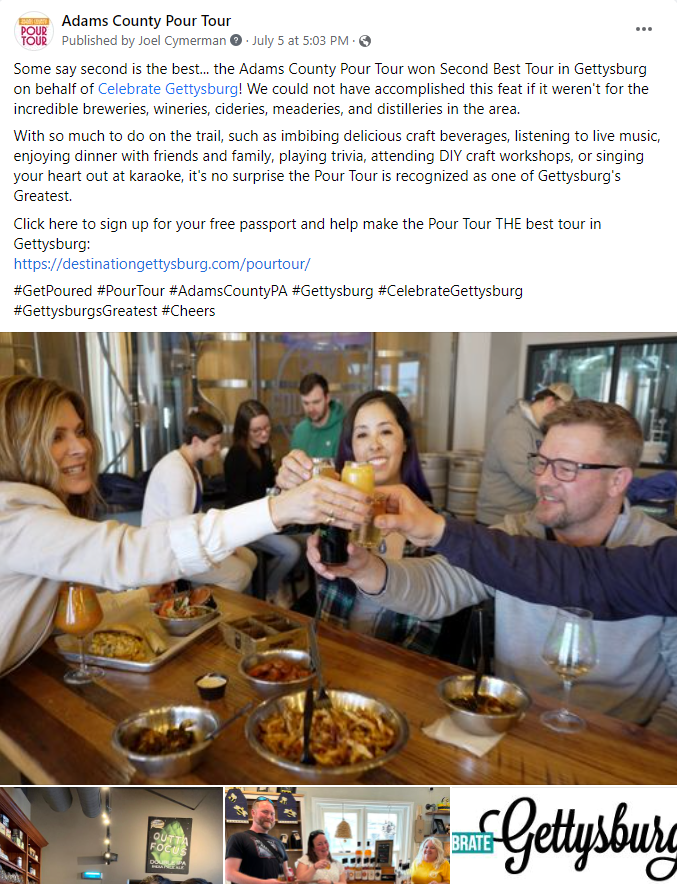 Adams County Pour Tour
ADAMS COUNTY
POUR
TOUR
Published by Joel Cymerman · July 5 at 5:03 PM ·
Some say second is the best... the Adams County Pour Tour won Second Best Tour in Gettysburg
on behalf of Celebrate Gettysburg! We could not have accomplished this feat if it weren't for the
incredible breweries, wineries, cideries, meaderies, and distilleries in the area.
With so much to do on the trail, such as imbibing delicious craft beverages, listening to live music,
enjoying dinner with friends and family, playing trivia, attending DIY craft workshops, or singing
your heart out at karaoke, it's no surprise the Pour Tour is recognized as one of Gettysburg's
Greatest.
Click here to sign up for your free passport and help make the Pour Tour THE best tour in
Gettysburg:
https://destinationgettysburg.com/pourtour/
#GetPoured #PourTour #AdamsCountyPA #Gettysburg #CelebrateGettysburg
#GettysburgsGreatest #Cheers
OUTTA
FOCUS
DOUBLE IPA
INDIA PALE ALE
BRATE Gettysburg